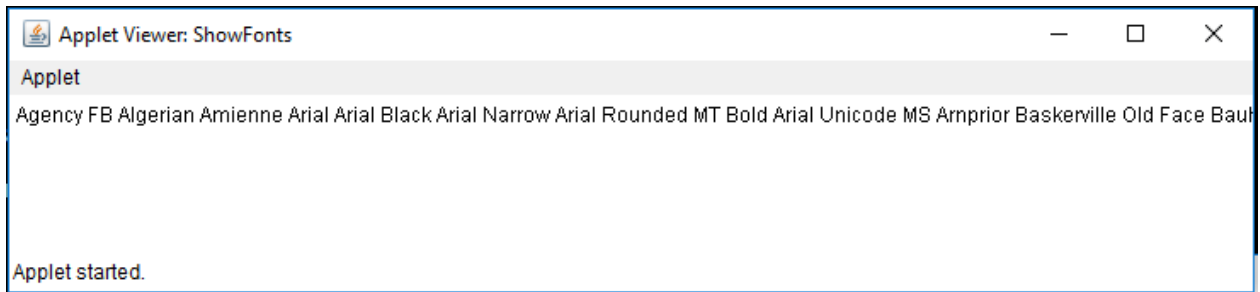 Applet Viewer: ShowFonts
Applet
Agency FB Algerian Amienne Arial Arial Black Arial Narrow Arial Rounded MT Bold Arial Unicode MS Arnprior Baskerville Old Face Bauh
Applet started.